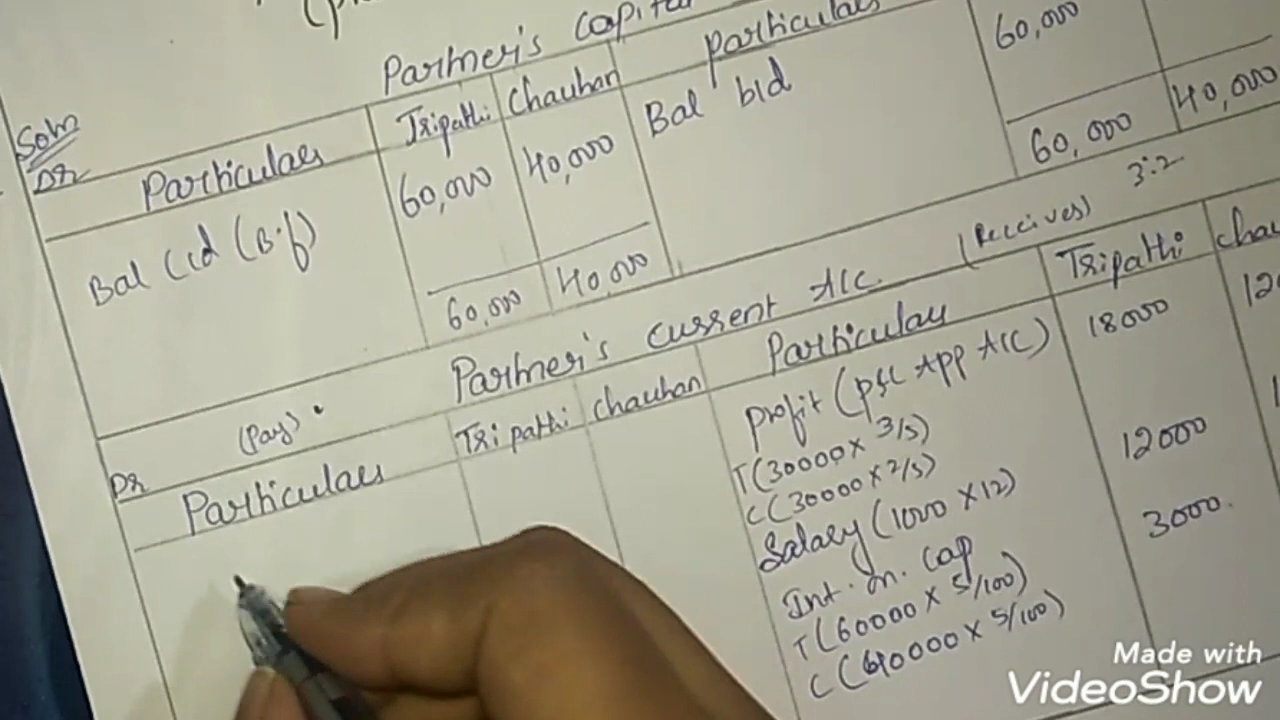 Partner's Capital
Soln
Dr
Particulars Tripathi Chauhan Particulars
Bal c/d (B.f) 60,000 40,000 Bal b/d 60,000
60,000 40,000 60,000 40,000
Partner's Current A/C.
(Pay) (Receives) 3:2
Dr Particulars Tripathi Chauhan Particulars Tripathi Chau
Profit (P&L App A/C) 18000 12
T(30000 x 3/5)
C(30000 x 2/5)
Salary (1000 x 12) 12000
Int. on. Cap 3000.
T(60000 x 5/100)
C(40000 x 5/100)
Made with
VideoShow